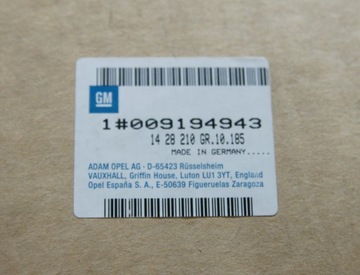 GM
1#009194943
14 28 210 GR.10.185
MADE IN GERMANY.....
ADAM OPEL AG · D-65423 Rüsselsheim
VAUXHALL, Griffin House, Luton LU1 3YT, England
Opel España S. A., E-50639 Figueruelas Zaragoza